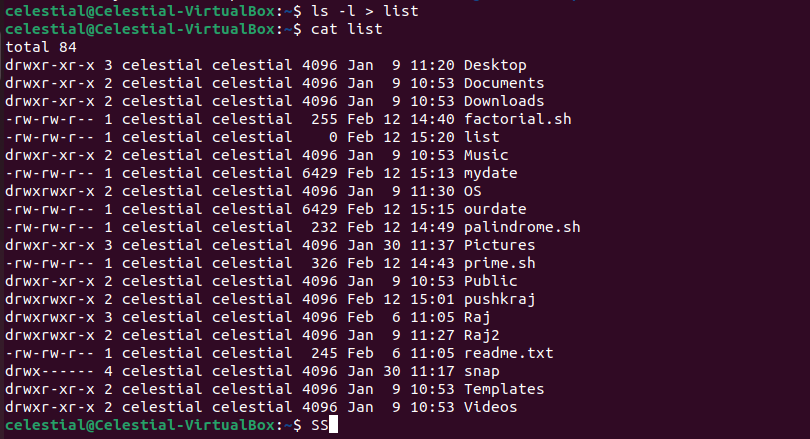 celestial@Celestial-VirtualBox:~$ ls -l > list
celestial@Celestial-VirtualBox:~$ cat list
total 84
drwxr-xr-x 3 celestial celestial 4096 Jan  9 11:20 Desktop
drwxr-xr-x 2 celestial celestial 4096 Jan  9 10:53 Documents
drwxr-xr-x 2 celestial celestial 4096 Jan  9 10:53 Downloads
-rw-rw-r-- 1 celestial celestial  255 Feb 12 14:40 factorial.sh
-rw-rw-r-- 1 celestial celestial    0 Feb 12 15:20 list
drwxr-xr-x 2 celestial celestial 4096 Jan  9 10:53 Music
-rw-rw-r-- 1 celestial celestial 6429 Feb 12 15:13 mydate
drwxrwxr-x 2 celestial celestial 4096 Jan  9 11:30 OS
-rw-rw-r-- 1 celestial celestial 6429 Feb 12 15:15 ourdate
-rw-rw-r-- 1 celestial celestial  232 Feb 12 14:49 palindrome.sh
drwxr-xr-x 3 celestial celestial 4096 Jan 30 11:37 Pictures
-rw-rw-r-- 1 celestial celestial  326 Feb 12 14:43 prime.sh
drwxr-xr-x 2 celestial celestial 4096 Jan  9 10:53 Public
drwxrwxr-x 2 celestial celestial 4096 Feb 12 15:01 pushkraj
drwxrwxr-x 3 celestial celestial 4096 Feb  6 11:05 Raj
drwxrwxr-x 2 celestial celestial 4096 Jan  9 11:27 Raj2
-rw-rw-r-- 1 celestial celestial  245 Feb  6 11:05 readme.txt
drwx------ 4 celestial celestial 4096 Jan 30 11:17 snap
drwxr-xr-x 2 celestial celestial 4096 Jan  9 10:53 Templates
drwxr-xr-x 2 celestial celestial 4096 Jan  9 10:53 Videos
celestial@Celestial-VirtualBox:~$ SS